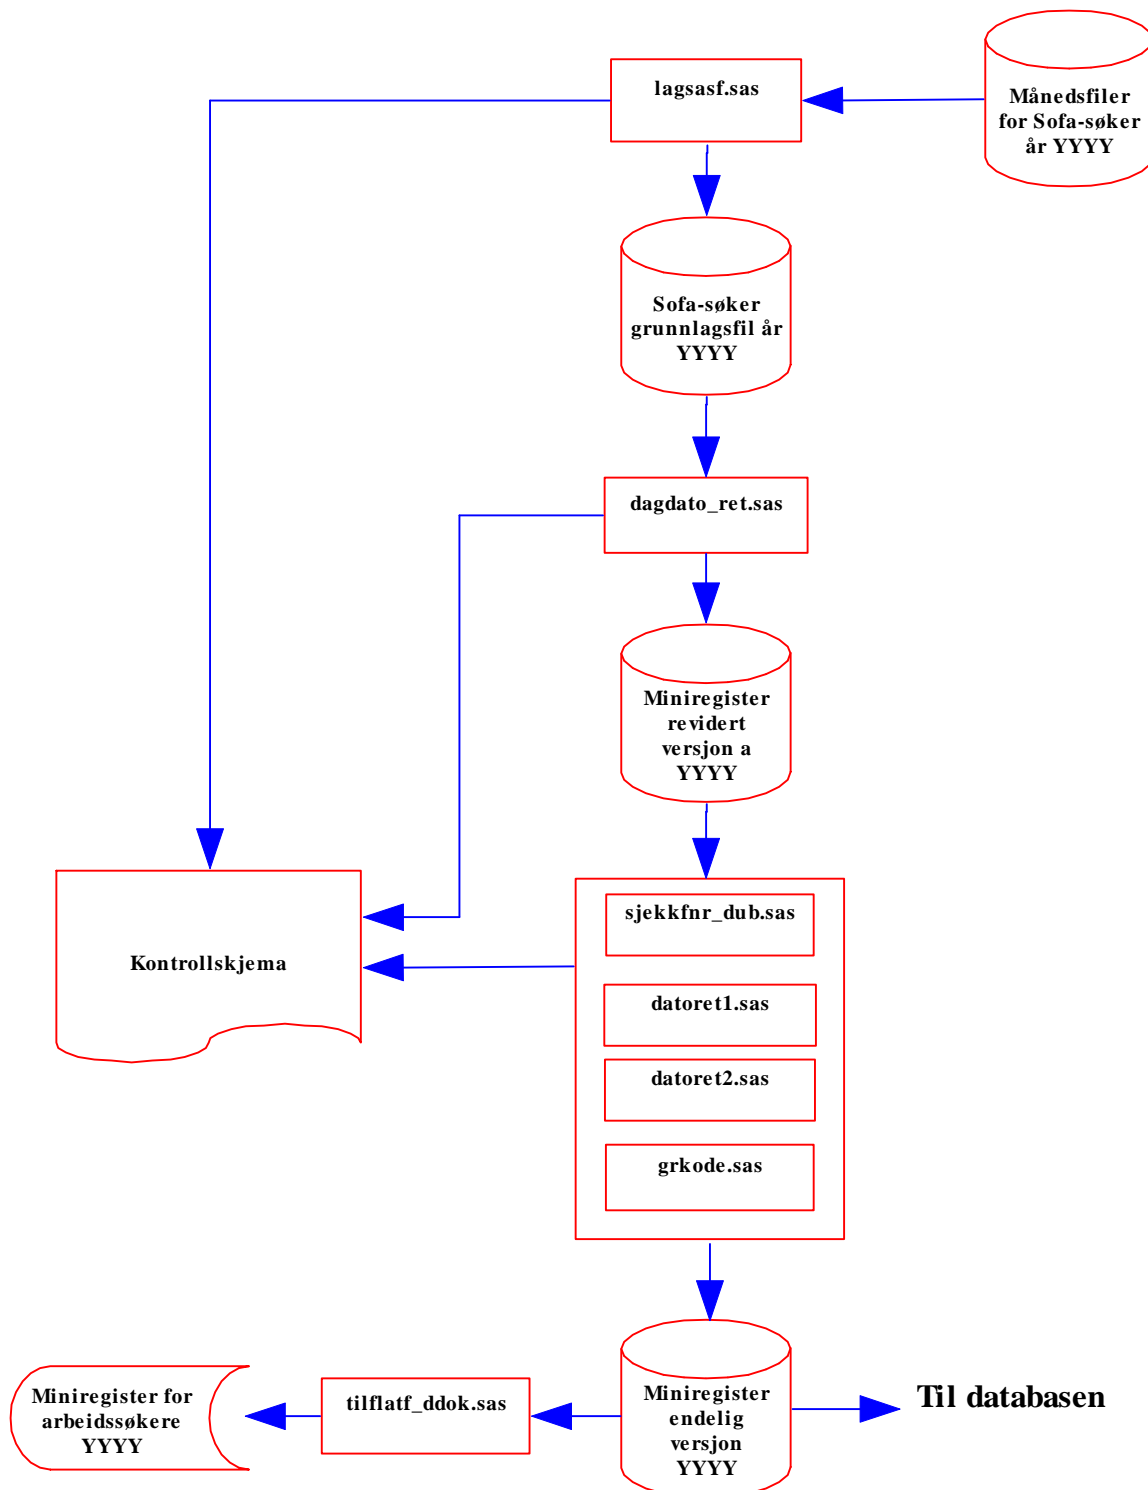 lagsasf.sas
Månedsfiler
for Sofa-søker
år YYYY
Sofa-søker
grunnlagsfil år
YYYY
dagdato_ret.sas
Miniregister
revidert
versjon a
YYYY
sjekkfnr_dub.sas
Kontrollskjema
datoret1.sas
datoret2.sas
grkode.sas
Miniregister for
arbeidssøkere
YYYY
tilflatf_ddok.sas
Miniregister
endelig
versjon
YYYY
Til databasen